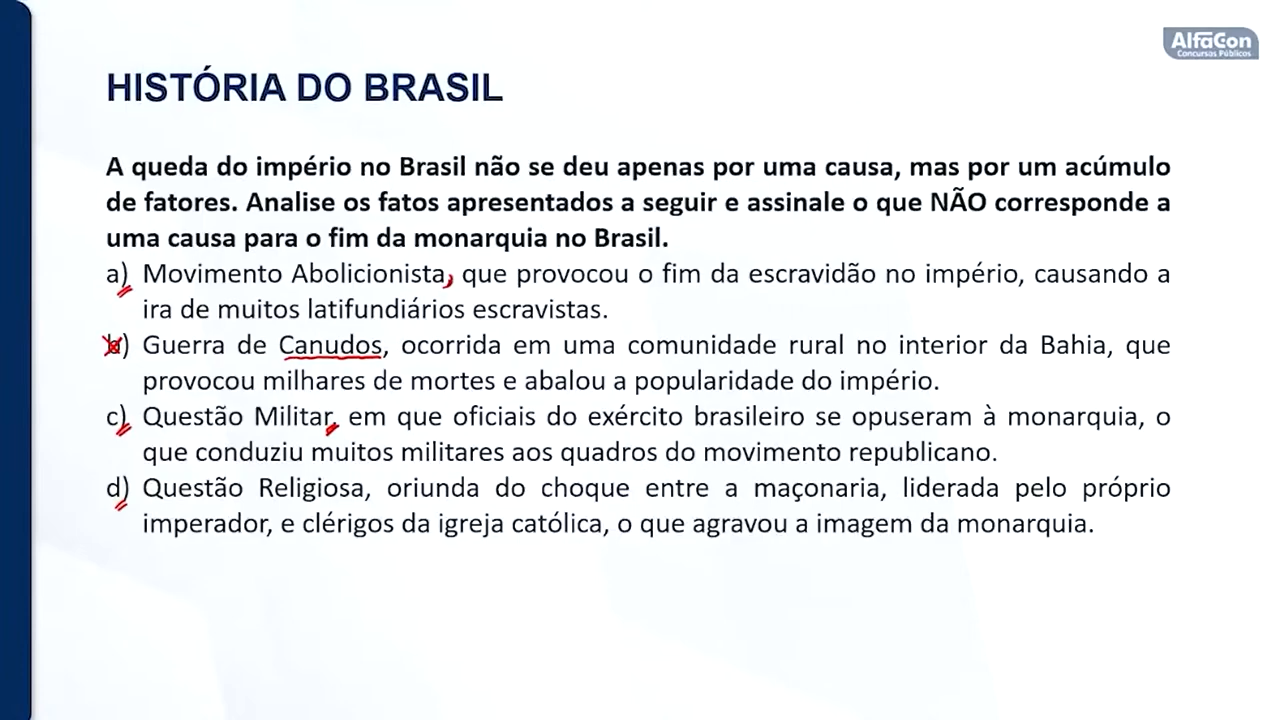 AlfaCon
Concursos Públicos
HISTÓRIA DO BRASIL
A queda do império no Brasil não se deu apenas por uma causa, mas por um acúmulo
de fatores. Analise os fatos apresentados a seguir e assinale o que NÃO corresponde a
uma causa para o fim da monarquia no Brasil.
a) Movimento Abolicionista, que provocou o fim da escravidão no império, causando a
ira de muitos latifundiários escravistas.
b) Guerra de Canudos, ocorrida em uma comunidade rural no interior da Bahia, que
provocou milhares de mortes e abalou a popularidade do império.
c) Questão Militar, em que oficiais do exército brasileiro se opuseram à monarquia, o
que conduziu muitos militares aos quadros do movimento republicano.
d) Questão Religiosa, oriunda do choque entre a maçonaria, liderada pelo próprio
imperador, e clérigos da igreja católica, o que agravou a imagem da monarquia.